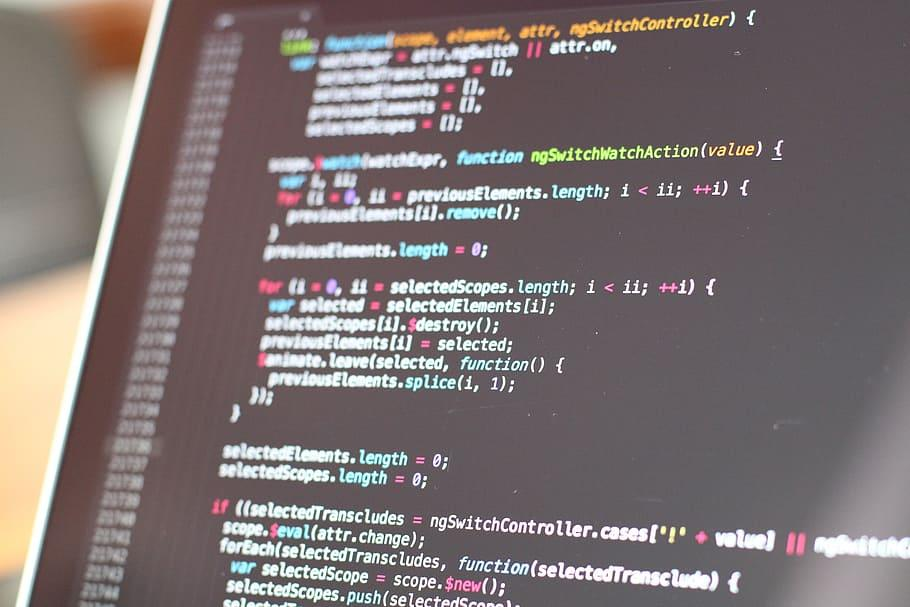 link: function(scope, element, attr, ngSwitchController) {
var watchExpr = attr.ngSwitch || attr.on,
selectedTranscludes = [],
selectedElements = [],
previousElements = [],
selectedScopes = [];
scope.$watch(watchExpr, function ngSwitchWatchAction(value) {
var i, ii;
for (i = 0, ii = previousElements.length; i < ii; ++i) {
previousElements[i].remove();
}
previousElements.length = 0;
for (i = 0, ii = selectedScopes.length; i < ii; ++i) {
var selected = selectedElements[i];
selectedScopes[i].$destroy();
previousElements[i] = selected;
$animate.leave(selected, function() {
previousElements.splice(i, 1);
});
}
selectedElements.length = 0;
selectedScopes.length = 0;
if ((selectedTranscludes = ngSwitchController.cases['!' + value] || ngSwitchC
scope.$eval(attr.change);
forEach(selectedTranscludes, function(selectedTransclude) {
var selectedScope = scope.$new();
selectedScopes.push(selectedScope);